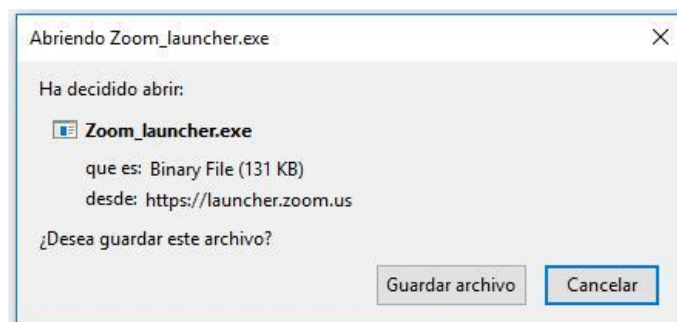 Abriendo Zoom_launcher.exe
Ha decidido abrir:
Zoom_launcher.exe
que es: Binary File (131 KB)
desde: https://launcher.zoom.us
¿Desea guardar este archivo?
Guardar archivo Cancelar